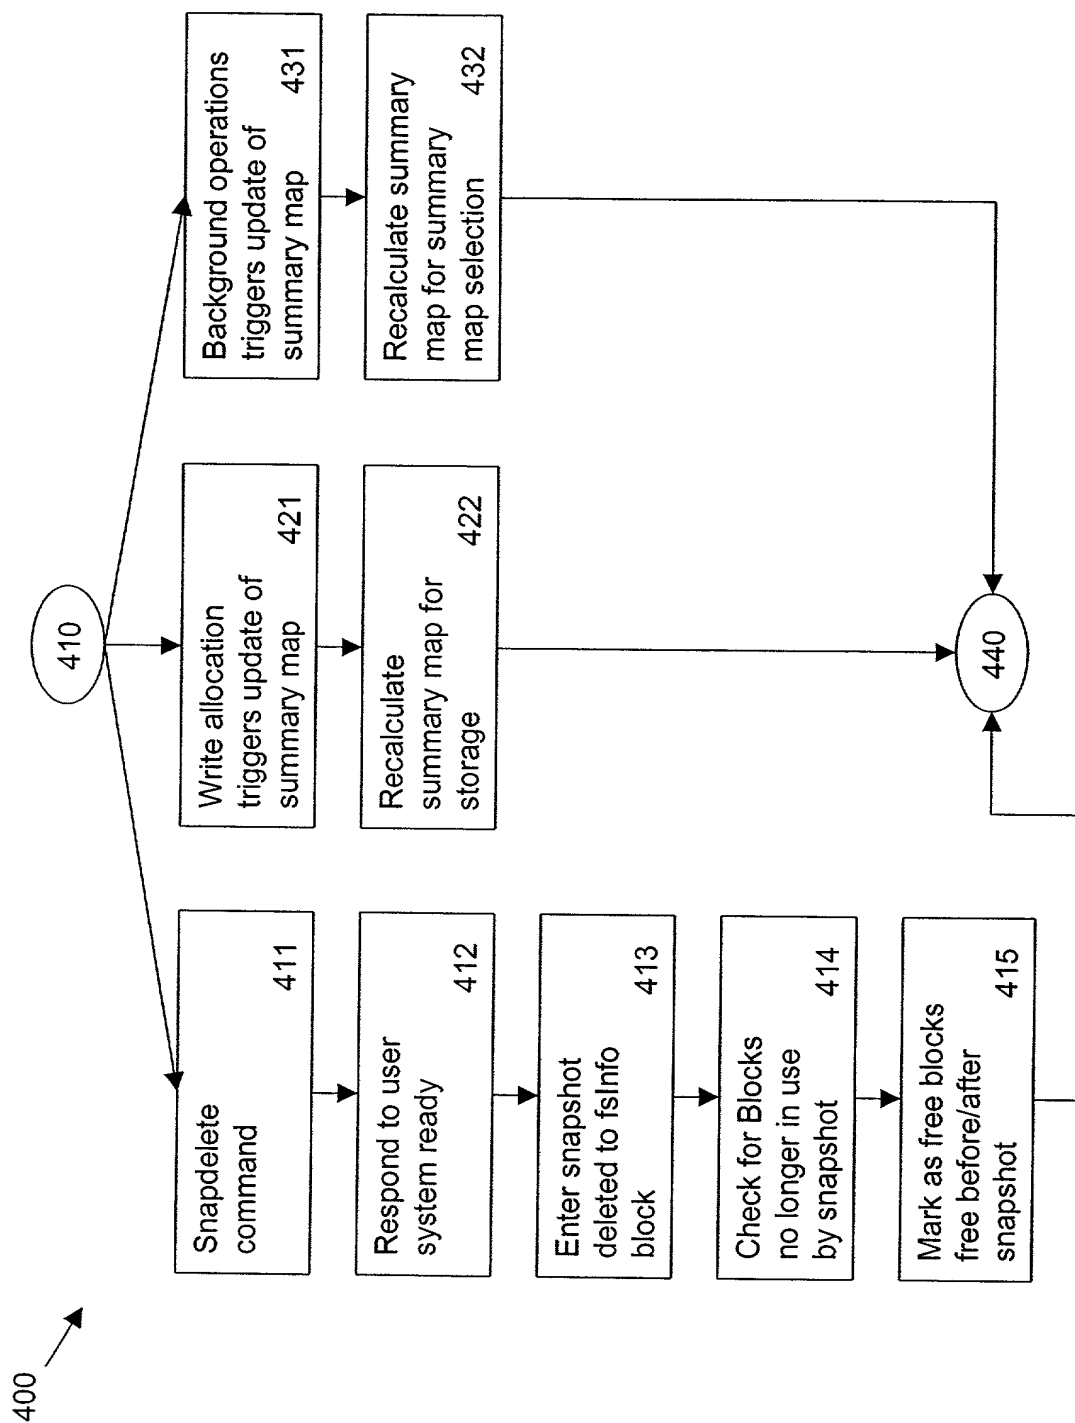 400
410
Snapdelete
command
411
Respond to user
system ready
412
Enter snapshot
deleted to fsInfo
block
413
Check for Blocks
no longer in use
by snapshot
414
Mark as free blocks
free before/after
snapshot
415
Write allocation
triggers update of
summary map
421
Recalculate
summary map for
storage
422
Background operations
triggers update of
summary map
431
Recalculate summary
map for summary
map selection
432
440